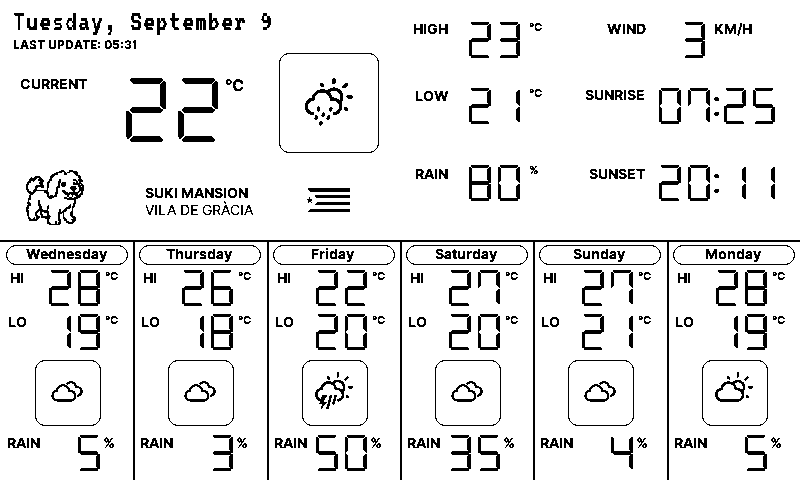 Tuesday, September 9
LAST UPDATE: 05:31
CURRENT 22 °C
SUKI MANSION
VILA DE GRÀCIA
HIGH 23 °C
LOW 21 °C
RAIN 80 %
WIND 3 KM/H
SUNRISE 07:25
SUNSET 20:11
Wednesday
HI 28 °C
LO 19 °C
RAIN 5 %
Thursday
HI 26 °C
LO 18 °C
RAIN 3 %
Friday
HI 22 °C
LO 20 °C
RAIN 50 %
Saturday
HI 27 °C
LO 20 °C
RAIN 35 %
Sunday
HI 27 °C
LO 21 °C
RAIN 4 %
Monday
HI 28 °C
LO 19 °C
RAIN 5 %